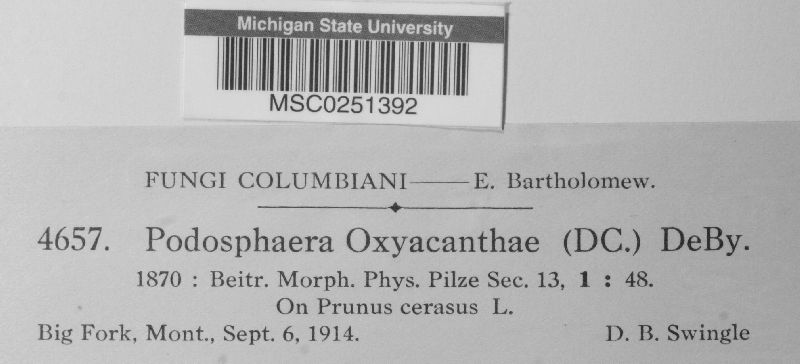 Michigan State University
MSC0251392
FUNGI COLUMBIANI—E. Bartholomew.
4657. Podosphaera Oxyacanthae (DC.) DeBy.
1870 : Beitr. Morph. Phys. Pilze Sec. 13, 1 : 48.
On Prunus cerasus L.
Big Fork, Mont., Sept. 6, 1914. D. B. Swingle